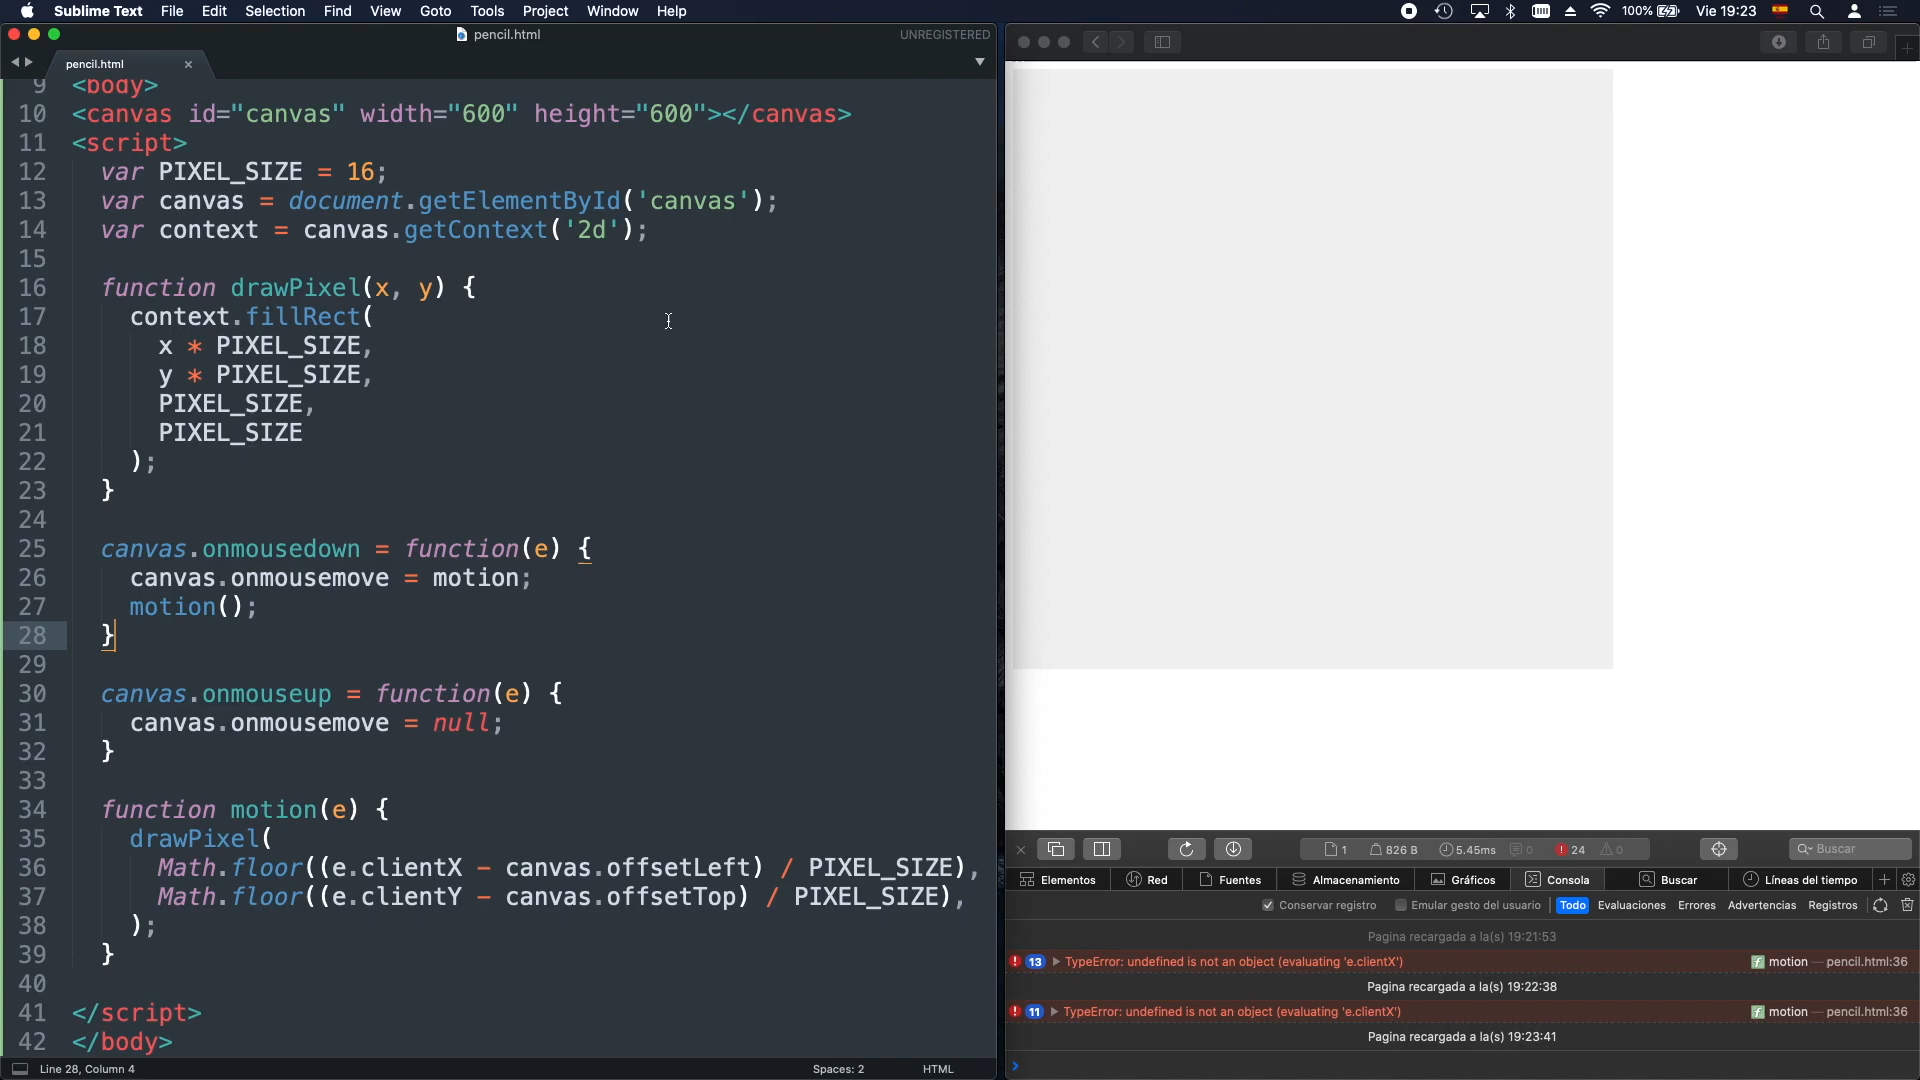 Sublime Text File Edit Selection Find View Goto Tools Project Window Help 100% Vie 19:23
pencil.html UNREGISTERED
pencil.html
9 <body>
10 <canvas id="canvas" width="600" height="600"></canvas>
11 <script>
12 var PIXEL_SIZE = 16;
13 var canvas = document.getElementById('canvas');
14 var context = canvas.getContext('2d');
15
16 function drawPixel(x, y) {
17 context.fillRect(
18 x * PIXEL_SIZE,
19 y * PIXEL_SIZE,
20 PIXEL_SIZE,
21 PIXEL_SIZE
22 );
23 }
24
25 canvas.onmousedown = function(e) {
26 canvas.onmousemove = motion;
27 motion();
28 }
29
30 canvas.onmouseup = function(e) {
31 canvas.onmousemove = null;
32 }
33
34 function motion(e) {
35 drawPixel(
36 Math.floor((e.clientX - canvas.offsetLeft) / PIXEL_SIZE),
37 Math.floor((e.clientY - canvas.offsetTop) / PIXEL_SIZE),
38 );
39 }
40
41 </script>
42 </body>
Line 28, Column 4 Spaces: 2 HTML
1 826 B 5.45ms 0 24 0 Buscar
Elementos Red Fuentes Almacenamiento Gráficos Consola Buscar Líneas del tiempo
Conservar registro Emular gesto del usuario Todo Evaluaciones Errores Advertencias Registros
Pagina recargada a la(s) 19:21:53
13 TypeError: undefined is not an object (evaluating 'e.clientX') motion — pencil.html:36
Pagina recargada a la(s) 19:22:38
11 TypeError: undefined is not an object (evaluating 'e.clientX') motion — pencil.html:36
Pagina recargada a la(s) 19:23:41